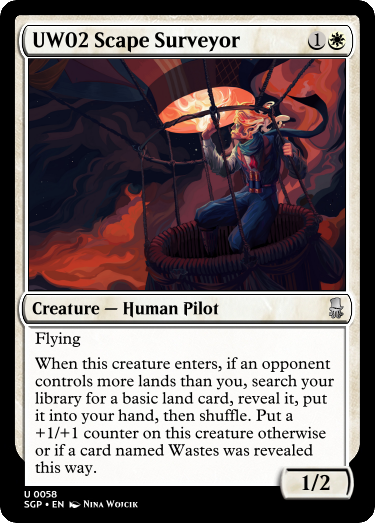 UW02 Scape Surveyor 1
Creature — Human Pilot
Flying
When this creature enters, if an opponent
controls more lands than you, search your
library for a basic land card, reveal it, put
it into your hand, then shuffle. Put a
+1/+1 counter on this creature otherwise
or if a card named Wastes was revealed
this way.
1/2
U 0058
SGP • EN Nina Wojcik